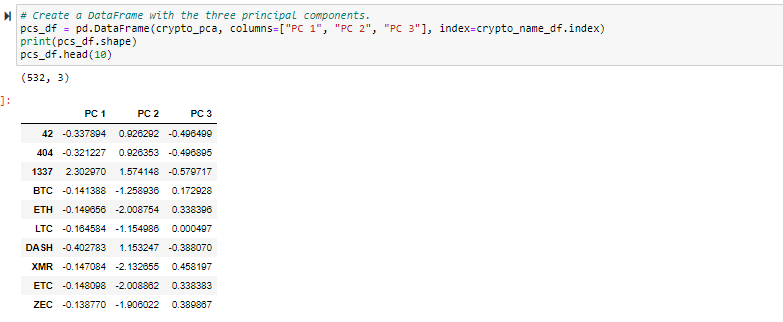 # Create a DataFrame with the three principal components.
pcs_df = pd.DataFrame(crypto_pca, columns=["PC 1", "PC 2", "PC 3"], index=crypto_name_df.index)
print(pcs_df.shape)
pcs_df.head(10)
(532, 3)
]:
PC 1 PC 2 PC 3
42 -0.337894 0.926292 -0.496499
404 -0.321227 0.926353 -0.496895
1337 2.302970 1.574148 -0.579717
BTC -0.141388 -1.258936 0.172928
ETH -0.149656 -2.008754 0.338396
LTC -0.164584 -1.154986 0.000497
DASH -0.402783 1.153247 -0.388070
XMR -0.147084 -2.132655 0.458197
ETC -0.148098 -2.008862 0.338383
ZEC -0.138770 -1.906022 0.389867